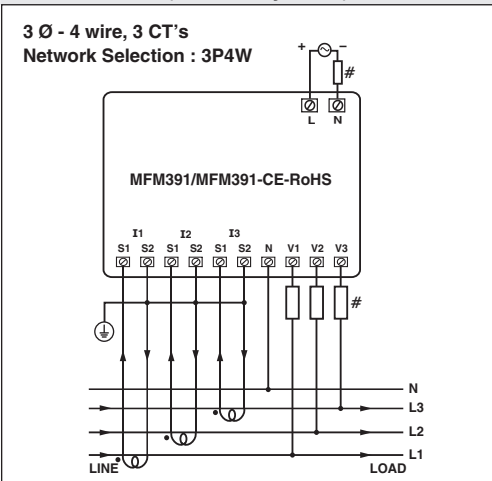 3 Ø - 4 wire, 3 CT's
Network Selection : 3P4W
+ −
#
L N
MFM391/MFM391-CE-RoHS
I1 I2 I3
S1 S2 S1 S2 S1 S2 N V1 V2 V3
#
N
L3
L2
L1
LINE LOAD